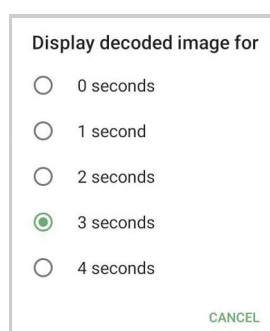 Display decoded image for
0 seconds
1 second
2 seconds
3 seconds
4 seconds
CANCEL